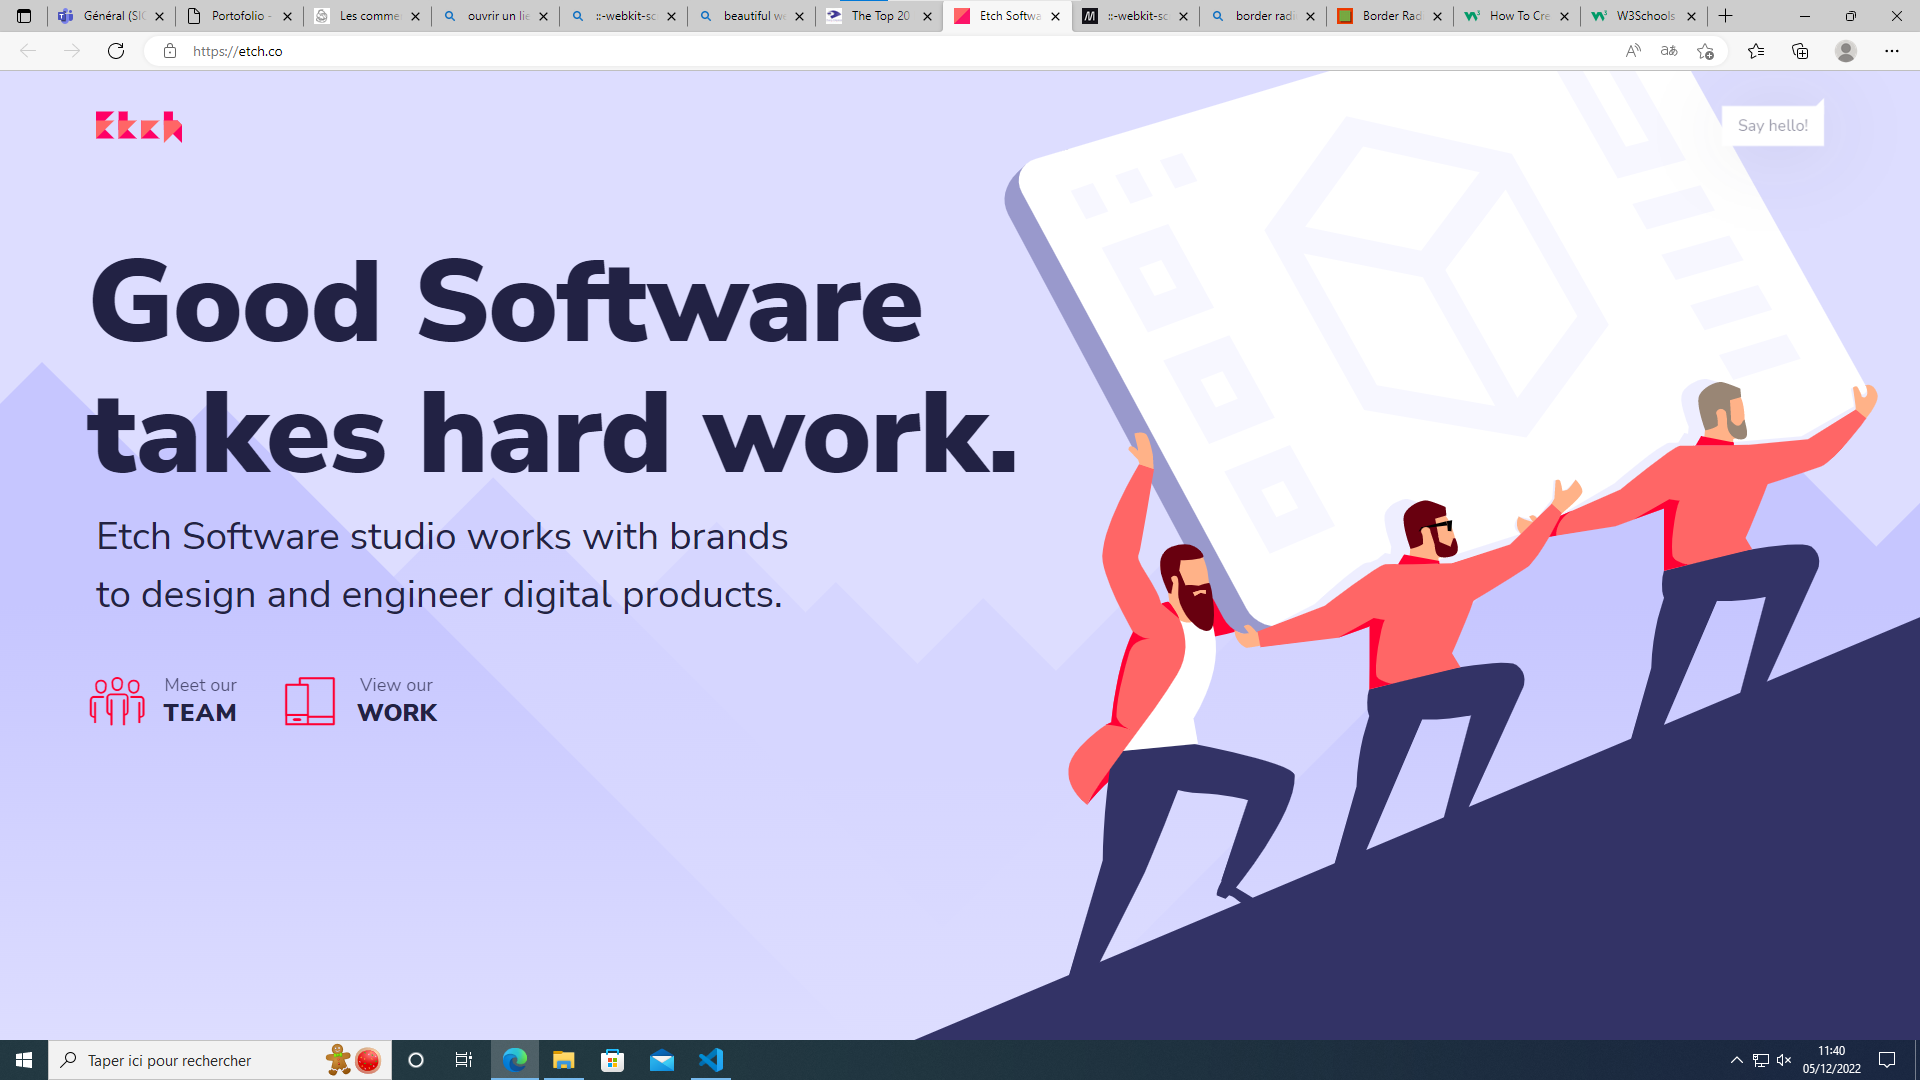 Général (SIC
Portofolio -
Les comme
ouvrir un lie
::-webkit-sc
beautiful we
The Top 20
Etch Softwa
::-webkit-sc
border radi
Border Rad
How To Cre
W3Schools
https://etch.co
Etch
Say hello!
Good Software
takes hard work.
Etch Software studio works with brands
to design and engineer digital products.
Meet our
TEAM
View our
WORK
Taper ici pour rechercher
11:40
05/12/2022